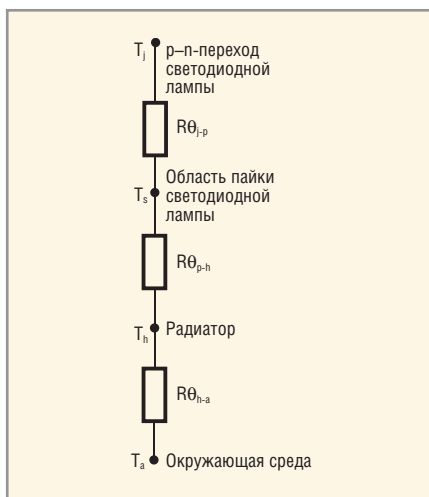 Tj p–n-переход
светодиодной
лампы
Rθj-p
Область пайки
Ts светодиодной
лампы
Rθp-h
Th Радиатор
Rθh-a
Ta Окружающая среда